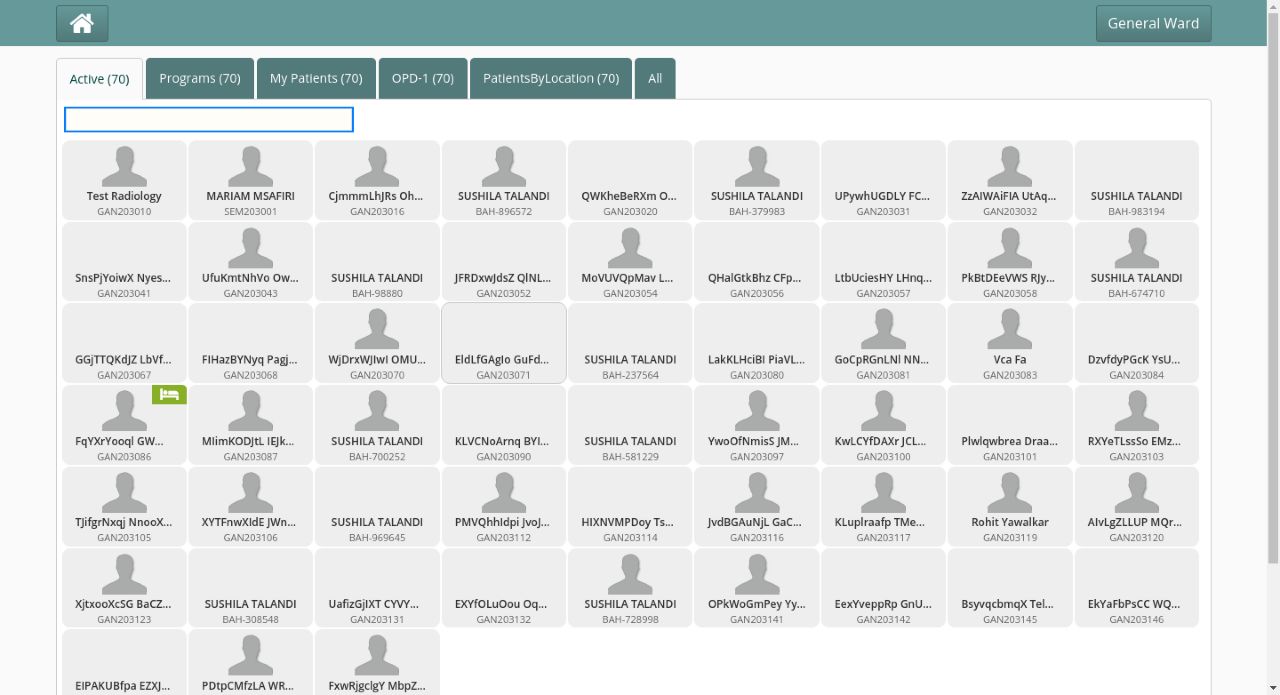 General Ward
Active (70)
Programs (70)
My Patients (70)
OPD-1 (70)
PatientsByLocation (70)
All
Test Radiology
GAN203010
MARIAM MSAFIRI
SEM203001
CjmmmLhJRs Oh...
GAN203016
SUSHILA TALANDI
BAH-896572
QWKheBeRXm O...
GAN203020
SUSHILA TALANDI
BAH-379983
UPywhUGDLY FC...
GAN203031
ZzAIWAiFIA UtAq...
GAN203032
SUSHILA TALANDI
BAH-983194
SnsPjYoiwX Nyes...
GAN203041
UfuKmtNhVo Ow...
GAN203043
SUSHILA TALANDI
BAH-98880
JFRDxwJdsZ QlNL...
GAN203052
MoVUVQpMav L...
GAN203054
QHalGtkBhz CFp...
GAN203056
LtbUciesHY LHnq...
GAN203057
PkBtDEeVWS RJy...
GAN203058
SUSHILA TALANDI
BAH-674710
GGjTTQKdJZ LbVf...
GAN203067
FIHazBYNyq Pagj...
GAN203068
WjDrxWJIwI OMU...
GAN203070
EldLfGAgIo GuFd...
GAN203071
SUSHILA TALANDI
BAH-237564
LakKLHciBI PiaVL...
GAN203080
GoCpRGnLNl NN...
GAN203081
Vca Fa
GAN203083
DzvfdyPGcK YsU...
GAN203084
FqYXrYooql GW...
GAN203086
MIimKODJtL IEJk...
GAN203087
SUSHILA TALANDI
BAH-700252
KLVCNoArnq BYI...
GAN203090
SUSHILA TALANDI
BAH-581229
YwoOfNmisS JM...
GAN203097
KwLCYfDAXr JCL...
GAN203100
Plwlqwbrea Draa...
GAN203101
RXYeTLssSo EMz...
GAN203103
TJifgrNxqj NnooX...
GAN203105
XYTFnwXIdE JWn...
GAN203106
SUSHILA TALANDI
BAH-969645
PMVQhhIdpi JvoJ...
GAN203112
HIXNVMPDoy Ts...
GAN203114
JvdBGAuNjL GaC...
GAN203116
KLuplraafp TMe...
GAN203117
Rohit Yawalkar
GAN203119
AIvLgZLLUP MQr...
GAN203120
XjtxooXcSG BaCZ...
GAN203123
SUSHILA TALANDI
BAH-308548
UafizGjIXT CYVY...
GAN203131
EXYfOLuOou Oq...
GAN203132
SUSHILA TALANDI
BAH-728998
OPkWoGmPey Yy...
GAN203141
EexYveppRp GnU...
GAN203142
BsyvqcbmqX Tel...
GAN203145
EkYaFbPsCC WQ...
GAN203146
EIPAKUBfpa EZXJ...
PDtpCMfzLA WR...
FxwRjgclgY MbpZ...